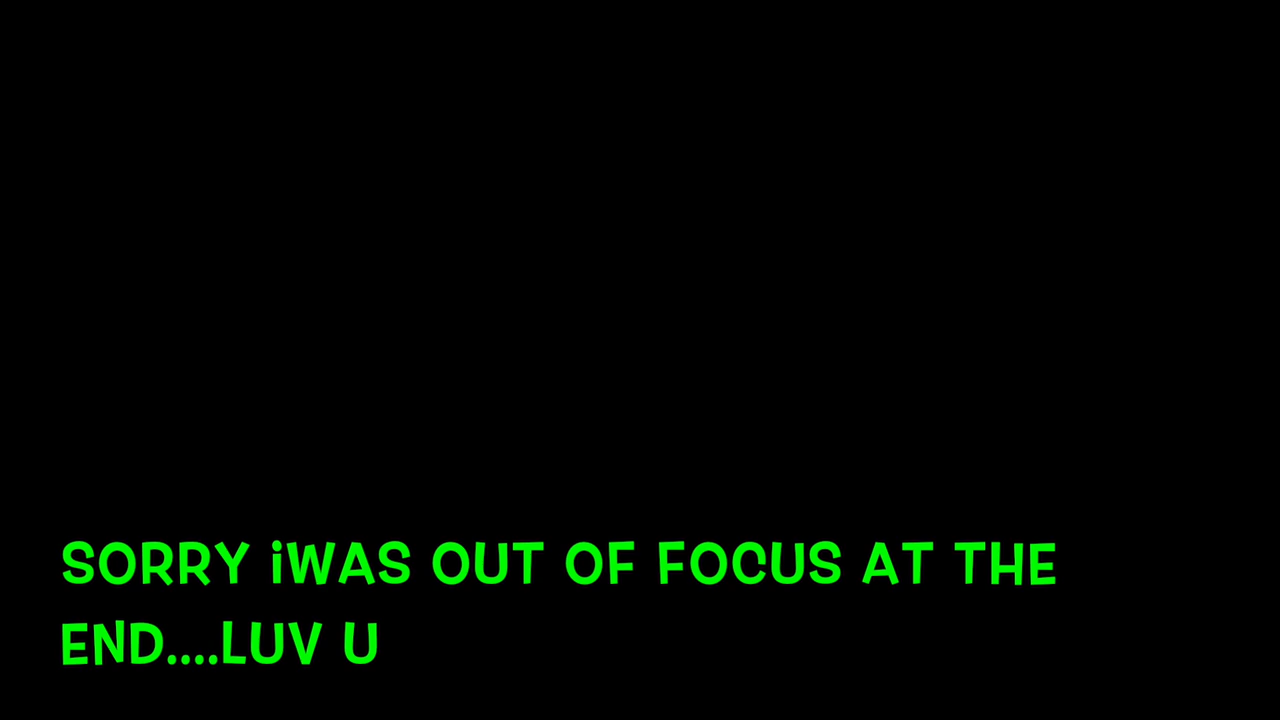 SORRY iWAS OUT OF FOCUS AT THE
END....LUV U